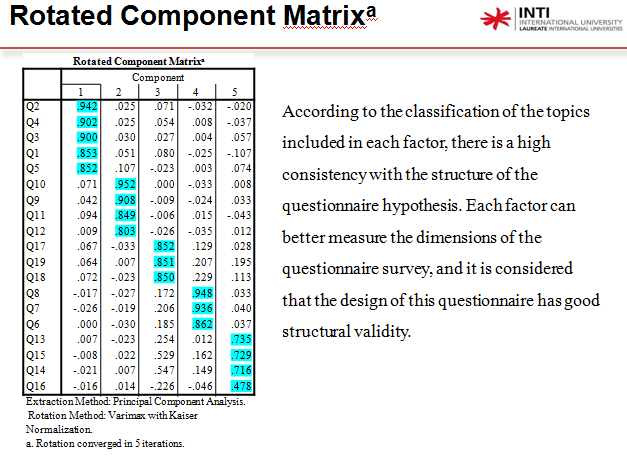 Rotated Component Matrixa
INTI
INTERNATIONAL UNIVERSITY
LAUREATE INTERNATIONAL UNIVERSITIES
Rotated Component Matrixa
Component
1 2 3 4 5
Q2 .942 .025 .071 -.032 -.020
Q4 .902 .025 .054 .008 -.037
Q3 .900 .030 .027 .004 .057
Q1 .853 .051 .080 -.025 -.107
Q5 .852 .107 -.023 .003 .074
Q10 .071 .952 .000 -.033 .008
Q9 .042 .908 -.009 -.024 .033
Q11 .094 .849 -.006 .015 -.043
Q12 .009 .803 -.026 -.035 .012
Q17 .067 -.033 .852 .129 .028
Q19 .064 .007 .851 .207 .195
Q18 .072 -.023 .850 .229 .113
Q8 -.017 -.027 .172 .948 .033
Q7 -.026 -.019 .206 .936 .040
Q6 .000 -.030 .185 .862 .037
Q13 .007 -.023 .254 .012 .735
Q15 -.008 .022 .529 .162 .729
Q14 -.021 .007 .547 .149 .716
Q16 -.016 .014 -.226 -.046 .478
Extraction Method: Principal Component Analysis.
Rotation Method: Varimax with Kaiser
Normalization.
a. Rotation converged in 5 iterations.
According to the classification of the topics
included in each factor, there is a high
consistency with the structure of the
questionnaire hypothesis. Each factor can
better measure the dimensions of the
questionnaire survey, and it is considered
that the design of this questionnaire has good
structural validity.